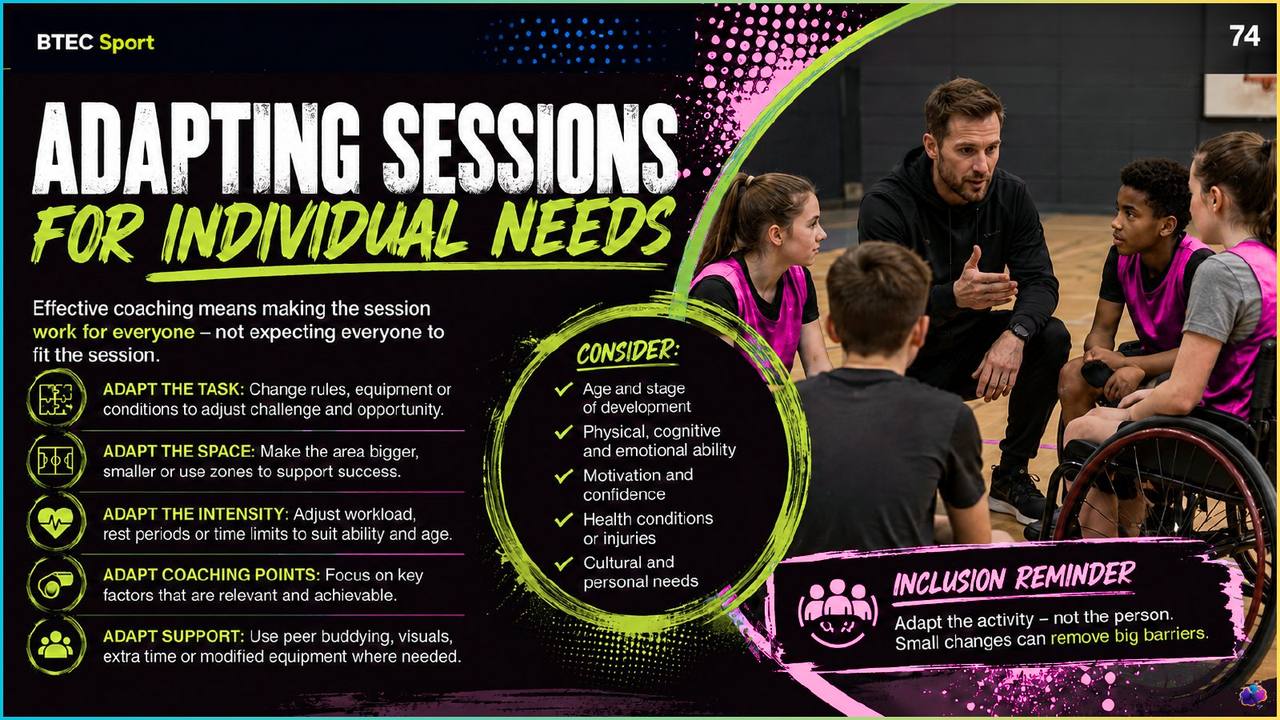 BTEC Sport
74
ADAPTING SESSIONS
FOR INDIVIDUAL NEEDS
Effective coaching means making the session
work for everyone – not expecting everyone to
fit the session.
ADAPT THE TASK: Change rules, equipment or
conditions to adjust challenge and opportunity.
ADAPT THE SPACE: Make the area bigger,
smaller or use zones to support success.
ADAPT THE INTENSITY: Adjust workload,
rest periods or time limits to suit ability and age.
ADAPT COACHING POINTS: Focus on key
factors that are relevant and achievable.
ADAPT SUPPORT: Use peer buddying, visuals,
extra time or modified equipment where needed.
CONSIDER:
Age and stage
of development
Physical, cognitive
and emotional ability
Motivation and
confidence
Health conditions
or injuries
Cultural and
personal needs
INCLUSION REMINDER
Adapt the activity – not the person.
Small changes can remove big barriers.